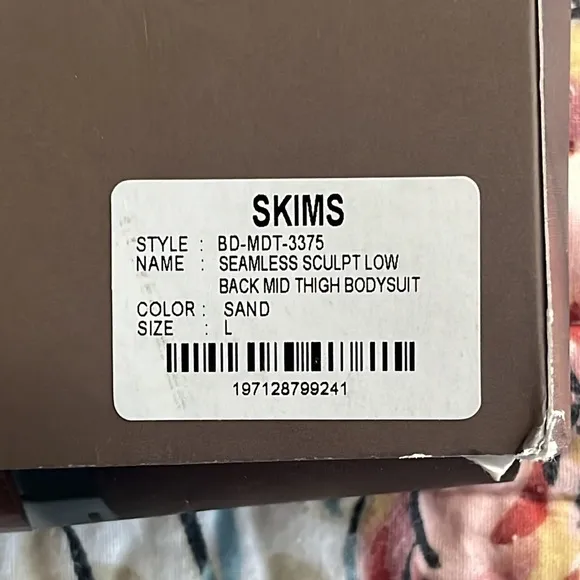 SKIMS
STYLE : BD-MDT-3375
NAME : SEAMLESS SCULPT LOW
BACK MID THIGH BODYSUIT
COLOR : SAND
SIZE : L
197128799241